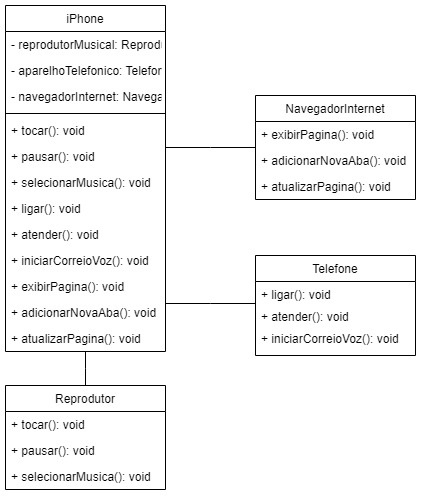 iPhone
- reprodutorMusical: Reprodu
- aparelhoTelefonico: Telefor
- navegadorInternet: Navega
+ tocar(): void
+ pausar(): void
+ selecionarMusica(): void
+ ligar(): void
+ atender(): void
+ iniciarCorreioVoz(): void
+ exibirPagina(): void
+ adicionarNovaAba(): void
+ atualizarPagina(): void
NavegadorInternet
+ exibirPagina(): void
+ adicionarNovaAba(): void
+ atualizarPagina(): void
Telefone
+ ligar(): void
+ atender(): void
+ iniciarCorreioVoz(): void
Reprodutor
+ tocar(): void
+ pausar(): void
+ selecionarMusica(): void